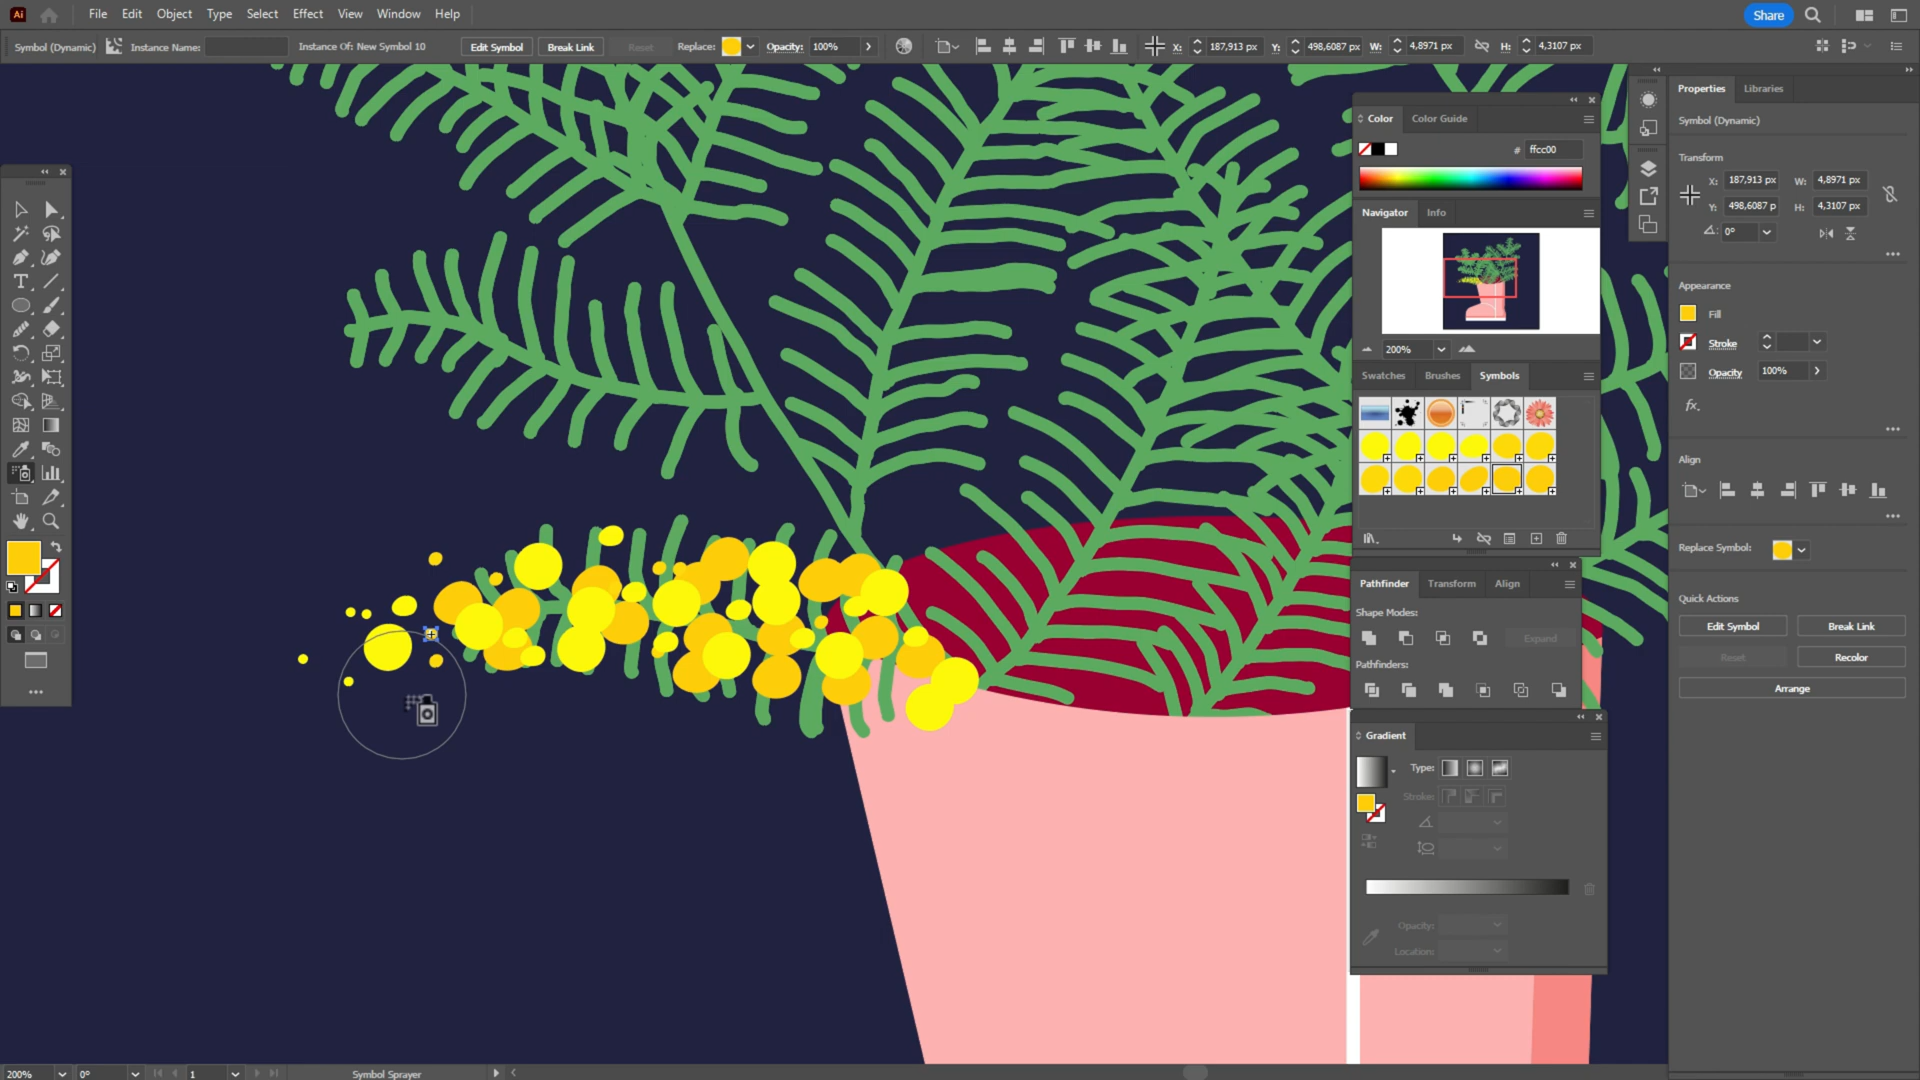 Ai File Edit Object Type Select Effect View Window Help Share
Symbol (Dynamic) Instance Name: Instance Of: New Symbol 10 Edit Symbol Break Link Reset Replace: Opacity: 100% X: 187,913 px Y: 498,6087 px W: 4,8971 px H: 4,3107 px
Properties Libraries
Symbol (Dynamic)
Transform
X: 187,913 px W: 4,8971 px
Y: 498,6087 p H: 4,3107 px
0°
Appearance
Fill
Stroke
Opacity 100%
fx.
Align
Replace Symbol:
Quick Actions
Edit Symbol Break Link
Reset Recolor
Arrange
Color Color Guide
# ffcc00
Navigator Info
200%
Swatches Brushes Symbols
Pathfinder Transform Align
Shape Modes:
Expand
Pathfinders:
Gradient
Type:
Stroke:
Opacity:
Location:
200% 0° 1 Symbol Sprayer